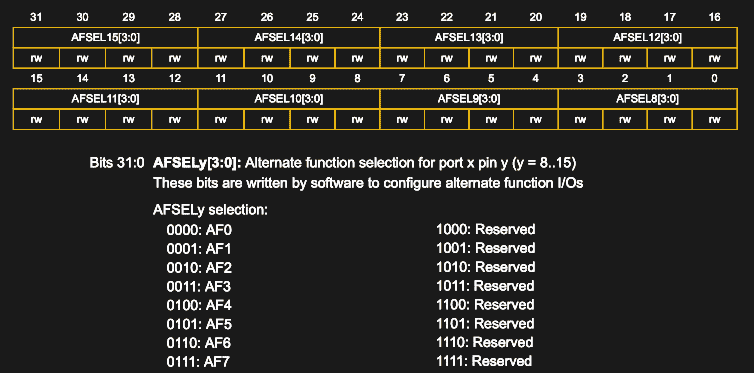 31 30 29 28 27 26 25 24 23 22 21 20 19 18 17 16
AFSEL15[3:0] AFSEL14[3:0] AFSEL13[3:0] AFSEL12[3:0]
rw rw rw rw rw rw rw rw rw rw rw rw rw rw rw rw
15 14 13 12 11 10 9 8 7 6 5 4 3 2 1 0
AFSEL11[3:0] AFSEL10[3:0] AFSEL9[3:0] AFSEL8[3:0]
rw rw rw rw rw rw rw rw rw rw rw rw rw rw rw rw
Bits 31:0 AFSELy[3:0]: Alternate function selection for port x pin y (y = 8..15)
These bits are written by software to configure alternate function I/Os
AFSELy selection:
0000: AF0 1000: Reserved
0001: AF1 1001: Reserved
0010: AF2 1010: Reserved
0011: AF3 1011: Reserved
0100: AF4 1100: Reserved
0101: AF5 1101: Reserved
0110: AF6 1110: Reserved
0111: AF7 1111: Reserved